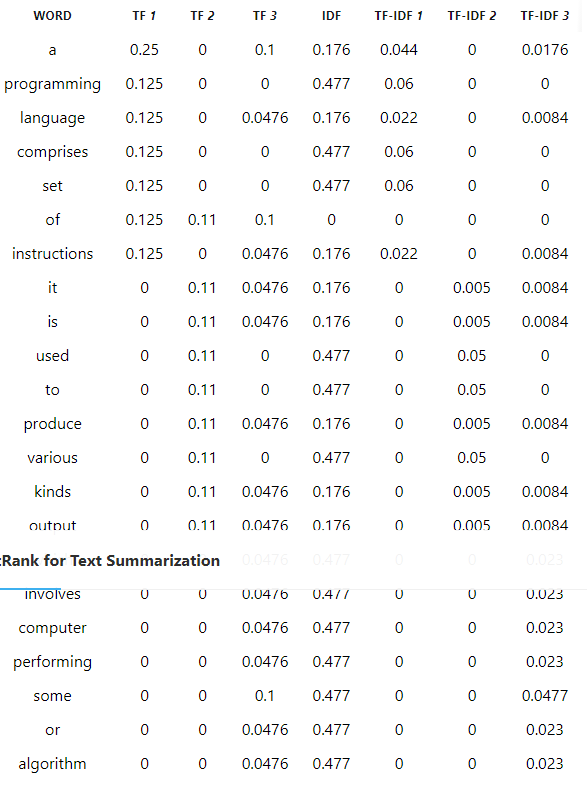 WORD TF 1 TF 2 TF 3 IDF TF-IDF 1 TF-IDF 2 TF-IDF 3
a 0.25 0 0.1 0.176 0.044 0 0.0176
programming 0.125 0 0 0.477 0.06 0 0
language 0.125 0 0.0476 0.176 0.022 0 0.0084
comprises 0.125 0 0 0.477 0.06 0 0
set 0.125 0 0 0.477 0.06 0 0
of 0.125 0.11 0.1 0 0 0 0
instructions 0.125 0 0.0476 0.176 0.022 0 0.0084
it 0 0.11 0.0476 0.176 0 0.005 0.0084
is 0 0.11 0.0476 0.176 0 0.005 0.0084
used 0 0.11 0 0.477 0 0.05 0
to 0 0.11 0 0.477 0 0.05 0
produce 0 0.11 0.0476 0.176 0 0.005 0.0084
various 0 0.11 0 0.477 0 0.05 0
kinds 0 0.11 0.0476 0.176 0 0.005 0.0084
output 0 0.11 0.0476 0.176 0 0.005 0.0084
Rank for Text Summarization 0.0476 0.477 0 0 0.023
involves 0 0 0.0476 0.477 0 0 0.023
computer 0 0 0.0476 0.477 0 0 0.023
performing 0 0 0.0476 0.477 0 0 0.023
some 0 0 0.1 0.477 0 0 0.0477
or 0 0 0.0476 0.477 0 0 0.023
algorithm 0 0 0.0476 0.477 0 0 0.023